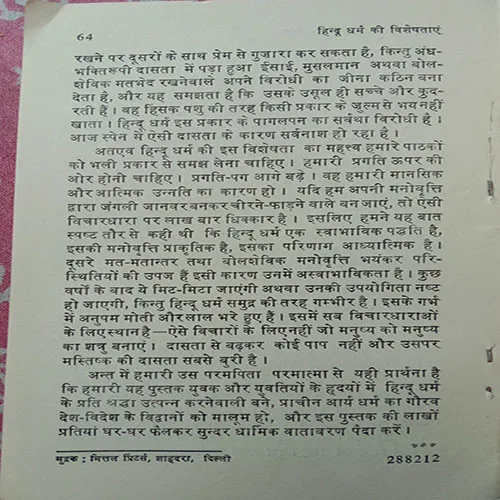 64 हिन्दू धर्म की विशेषताएं
रखने पर दूसरों के साथ प्रेम से गुजारा कर सकता है, किन्तु अंध-
भक्तिरूपी दासता में पड़ा हुआ ईसाई, मुसलमान अथवा बोल-
शेविक मतभेद रखनेवाले अपने विरोधी का जीना कठिन बना
देता है, और यह समझता है कि उसके उसूल ही सच्चे और कुद-
रती हैं। वह हिंसक पशु की तरह किसी प्रकार के जुल्म से भय नहीं
खाता। हिन्दू धर्म इस प्रकार के पागलपन का सर्वथा विरोधी है।
आज स्पेन में ऐसी दासता के कारण सर्वनाश हो रहा है।
अतएव हिन्दू धर्म की इस विशेषता का महत्त्व हमारे पाठकों
को भली प्रकार से समझ लेना चाहिए। हमारी प्रगति ऊपर की
ओर होनी चाहिए। प्रगति-पग आगे बढ़े। वह हमारी मानसिक
और आत्मिक उन्नति का कारण हो। यदि हम अपनी मनोवृत्ति
द्वारा जंगली जानवर बनकर चीरने-फाड़ने वाले बन जाएं, तो ऐसी
विचारधारा पर लाख बार धिक्कार है। इसलिए हमने यह बात
स्पष्ट तौर से कही थी कि हिन्दू धर्म एक स्वाभाविक पद्धति है,
इसकी मनोवृत्ति प्राकृतिक है, इसका परिणाम आध्यात्मिक है।
दूसरे मत-मतान्तर तथा बोलशेविक मनोवृत्ति भयंकर परि-
स्थितियों की उपज हैं इसी कारण उनमें अस्वाभाविकता है। कुछ
वर्षों के बाद ये मिट-मिटा जाएंगी अथवा उनकी उपयोगिता नष्ट
हो जाएगी, किन्तु हिन्दू धर्म समुद्र की तरह गम्भीर है। इसके गर्भ
में अनुपम मोती और लाल भरे हुए हैं। इसमें सब विचारधाराओं
के लिए स्थान है—ऐसे विचारों के लिए नहीं जो मनुष्य को मनुष्य
का शत्रु बनाएं। दासता से बढ़कर कोई पाप नहीं और उसपर
मस्तिष्क की दासता सबसे बुरी है।
अन्त में हमारी उस परमपिता परमात्मा से यही प्रार्थना है
कि हमारी यह पुस्तक युवक और युवतियों के हृदयों में हिन्दू धर्म
के प्रति श्रद्धा उत्पन्न करनेवाली बने, प्राचीन आर्य धर्म का गौरव
देश-विदेश के विद्वानों को मालूम हो, और इस पुस्तक की लाखों
प्रतियां घर-घर फैलकर सुन्दर धार्मिक वातावरण पैदा करें।
मुद्रक : मित्तल प्रिंटर्स, शाहदरा, दिल्ली 288212